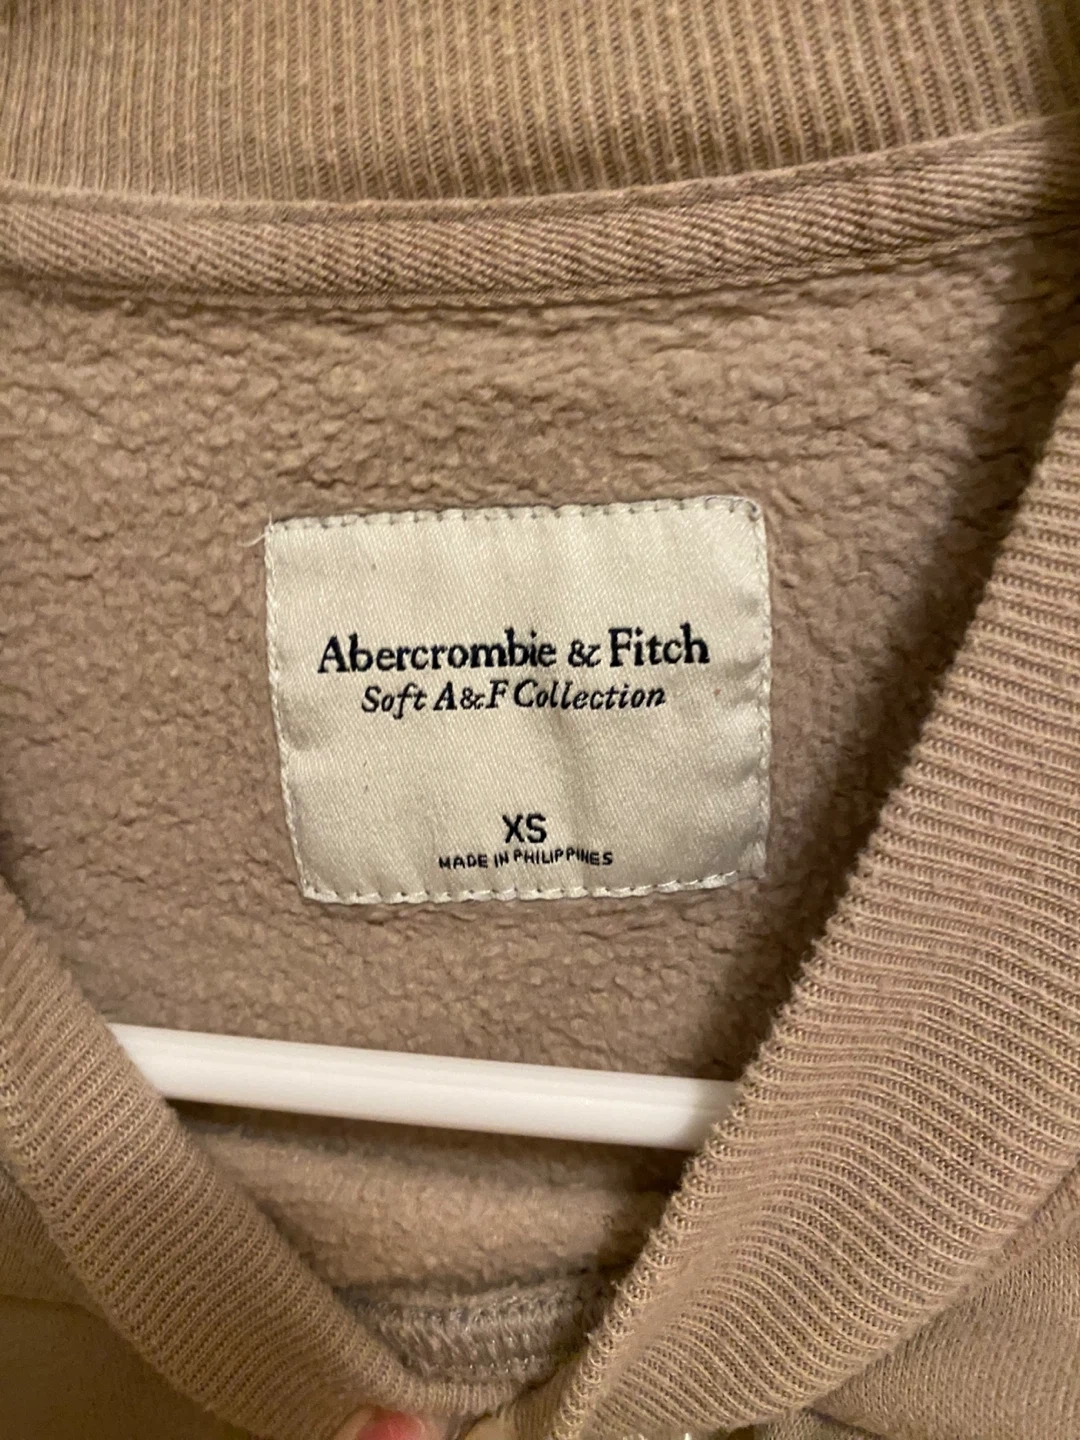 Abercrombie & Fitch
Soft A&F Collection
XS
MADE IN PHILIPPINES